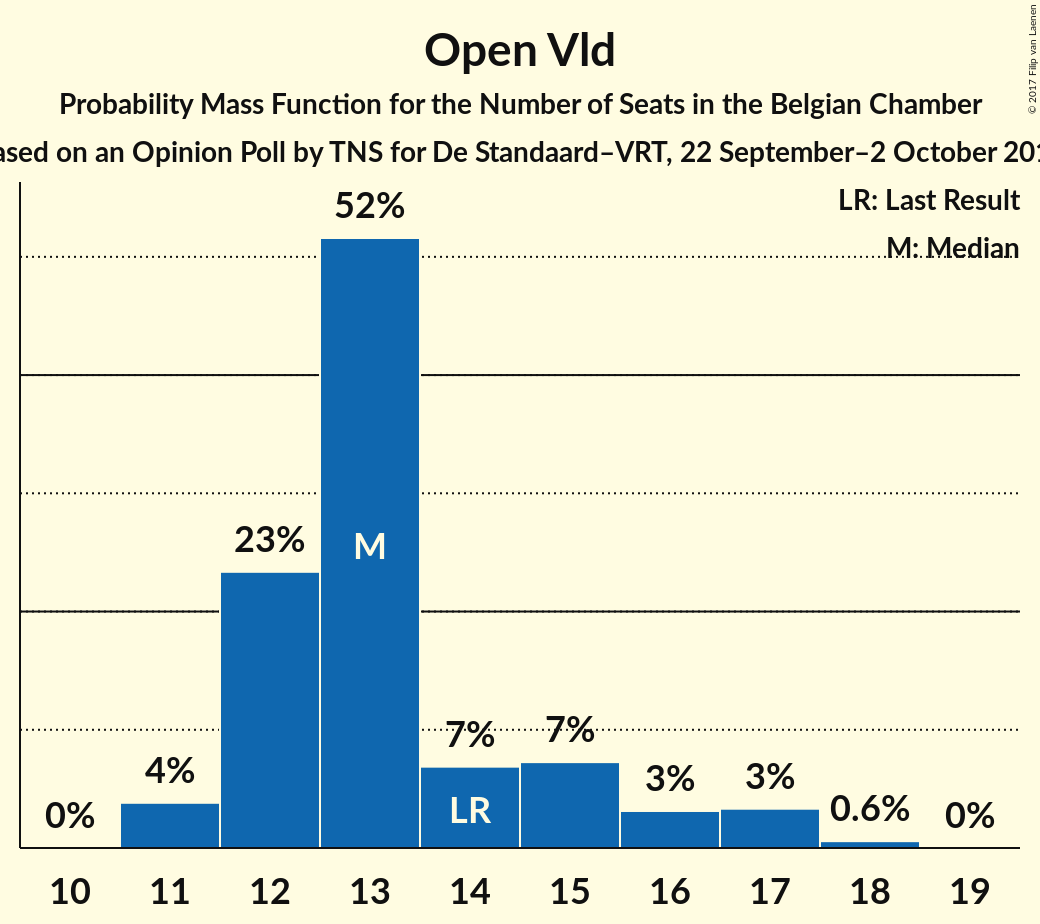 Open Vld
Probability Mass Function for the Number of Seats in the Belgian Chamber
on an Opinion Poll by TNS for De Standaard–VRT, 22 September–2 October
© 2017 Filip van Laenen
LR: Last Result
M: Median
52%
23%
M
7%
7%
4%
3%
3%
0.6%
0%
0%
LR
10 11 12 13 14 15 16 17 18 19